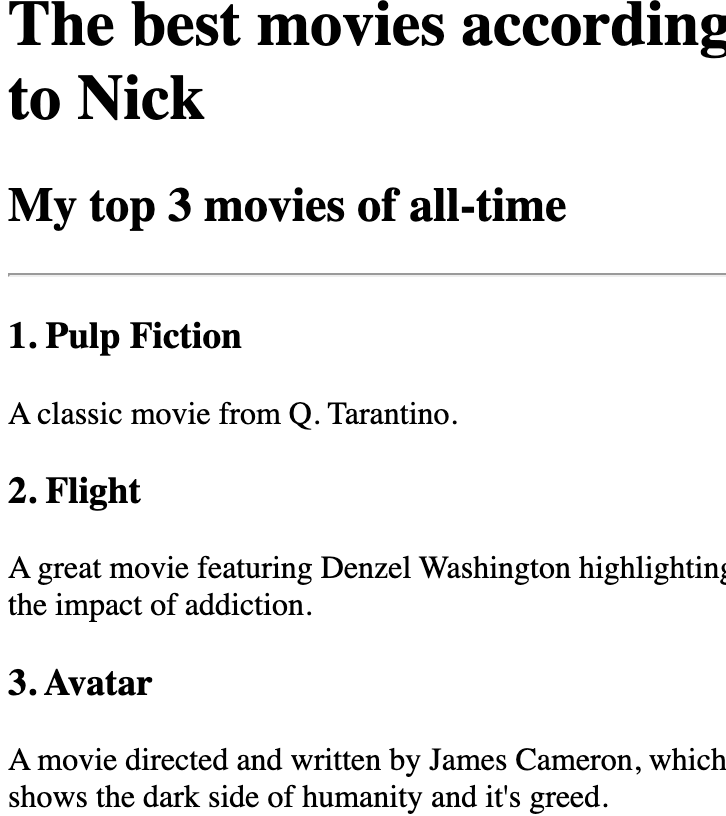 The best movies according
to Nick
My top 3 movies of all-time
1. Pulp Fiction
A classic movie from Q. Tarantino.
2. Flight
A great movie featuring Denzel Washington highlighting
the impact of addiction.
3. Avatar
A movie directed and written by James Cameron, which
shows the dark side of humanity and it's greed.